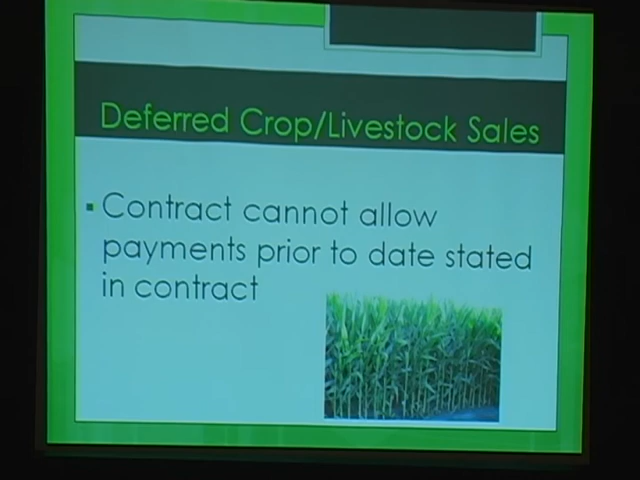 Deferred Crop/Livestock Sales
▪ Contract cannot allow
payments prior to date stated
in contract